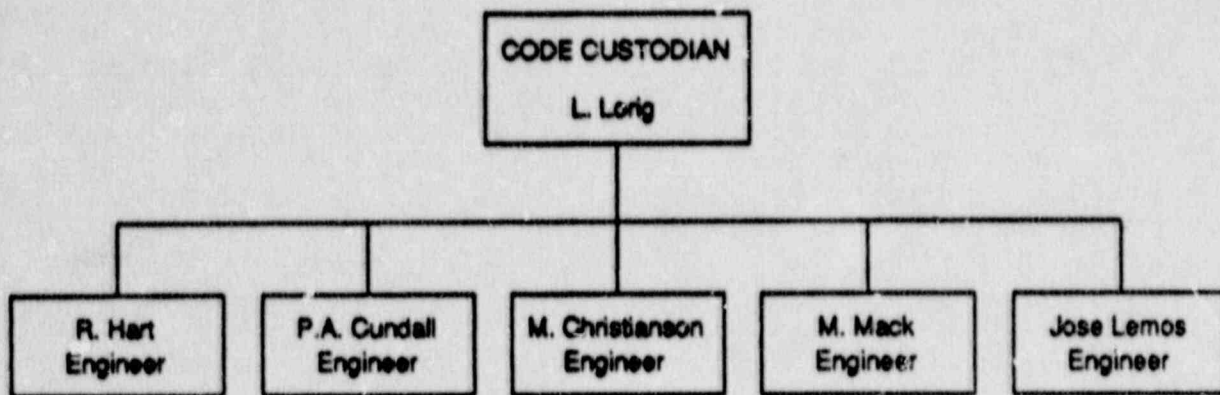 CODE CUSTODIAN
L. Lorig
R. Hart
Engineer
P.A. Cundall
Engineer
M. Christianson
Engineer
M. Mack
Engineer
Jose Lemos
Engineer